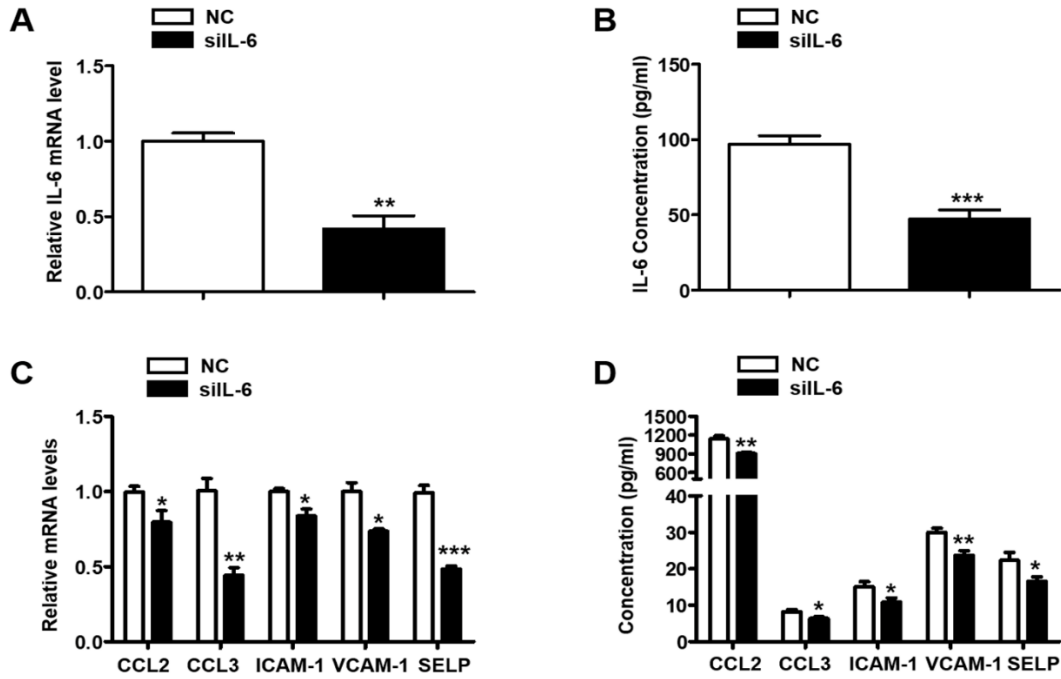 A
NC
siIL-6
Relative IL-6 mRNA level
1.5
1.0
0.5
0.0
**
B
NC
siIL-6
IL-6 Concentration (pg/ml)
150
100
50
0
***
C
NC
siIL-6
Relative mRNA levels
1.5
1.0
0.5
0.0
* ** * * ***
CCL2 CCL3 ICAM-1 VCAM-1 SELP
D
NC
siIL-6
Concentration (pg/ml)
1500
1200
900
600
40
30
20
10
0
** * * ** *
CCL2 CCL3 ICAM-1 VCAM-1 SELP